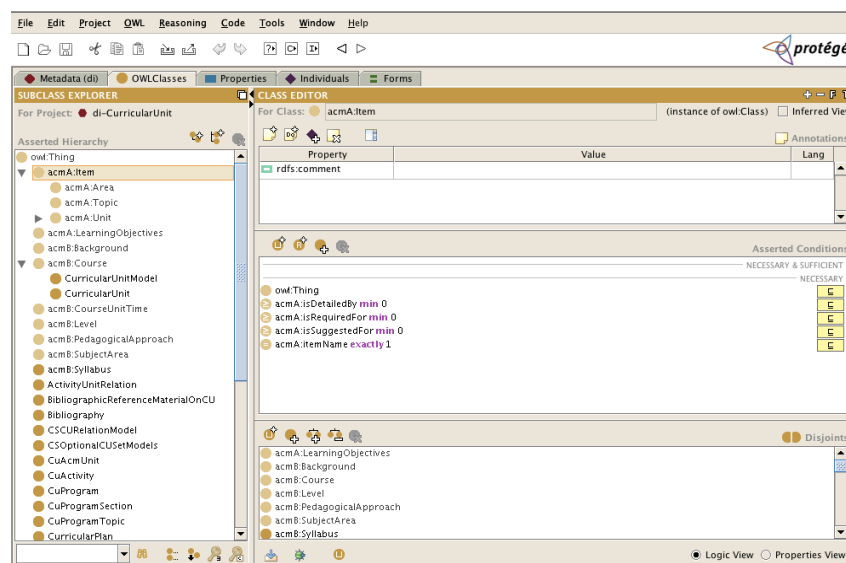 File Edit Project OWL Reasoning Code Tools Window Help
protégé
Metadata (di) OWLClasses Properties Individuals Forms
SUBCLASS EXPLORER
For Project: di-CurricularUnit
Asserted Hierarchy
owl:Thing
acmA:Item
acmA:Area
acmA:Topic
acmA:Unit
acmA:LearningObjectives
acmB:Background
acmB:Course
CurricularUnitModel
CurricularUnit
acmB:CourseUnitTime
acmB:Level
acmB:PedagogicalApproach
acmB:SubjectArea
acmB:Syllabus
ActivityUnitRelation
BibliographicReferenceMaterialOnCU
Bibliography
CSCURelationModel
CSOptionalCUSetModels
CuAcmUnit
CuActivity
CuProgram
CuProgramSection
CuProgramTopic
CurricularPlan
CLASS EDITOR
For Class: acmA:Item (instance of owl:Class) Inferred View
Annotations
Property Value Lang
rdfs:comment
Asserted Conditions
NECESSARY & SUFFICIENT
NECESSARY
owl:Thing
acmA:isDetailedBy min 0
acmA:isRequiredFor min 0
acmA:isSuggestedFor min 0
acmA:itemName exactly 1
Disjoints
acmA:LearningObjectives
acmB:Background
acmB:Course
acmB:Level
acmB:PedagogicalApproach
acmB:SubjectArea
acmB:Syllabus
Logic View Properties View